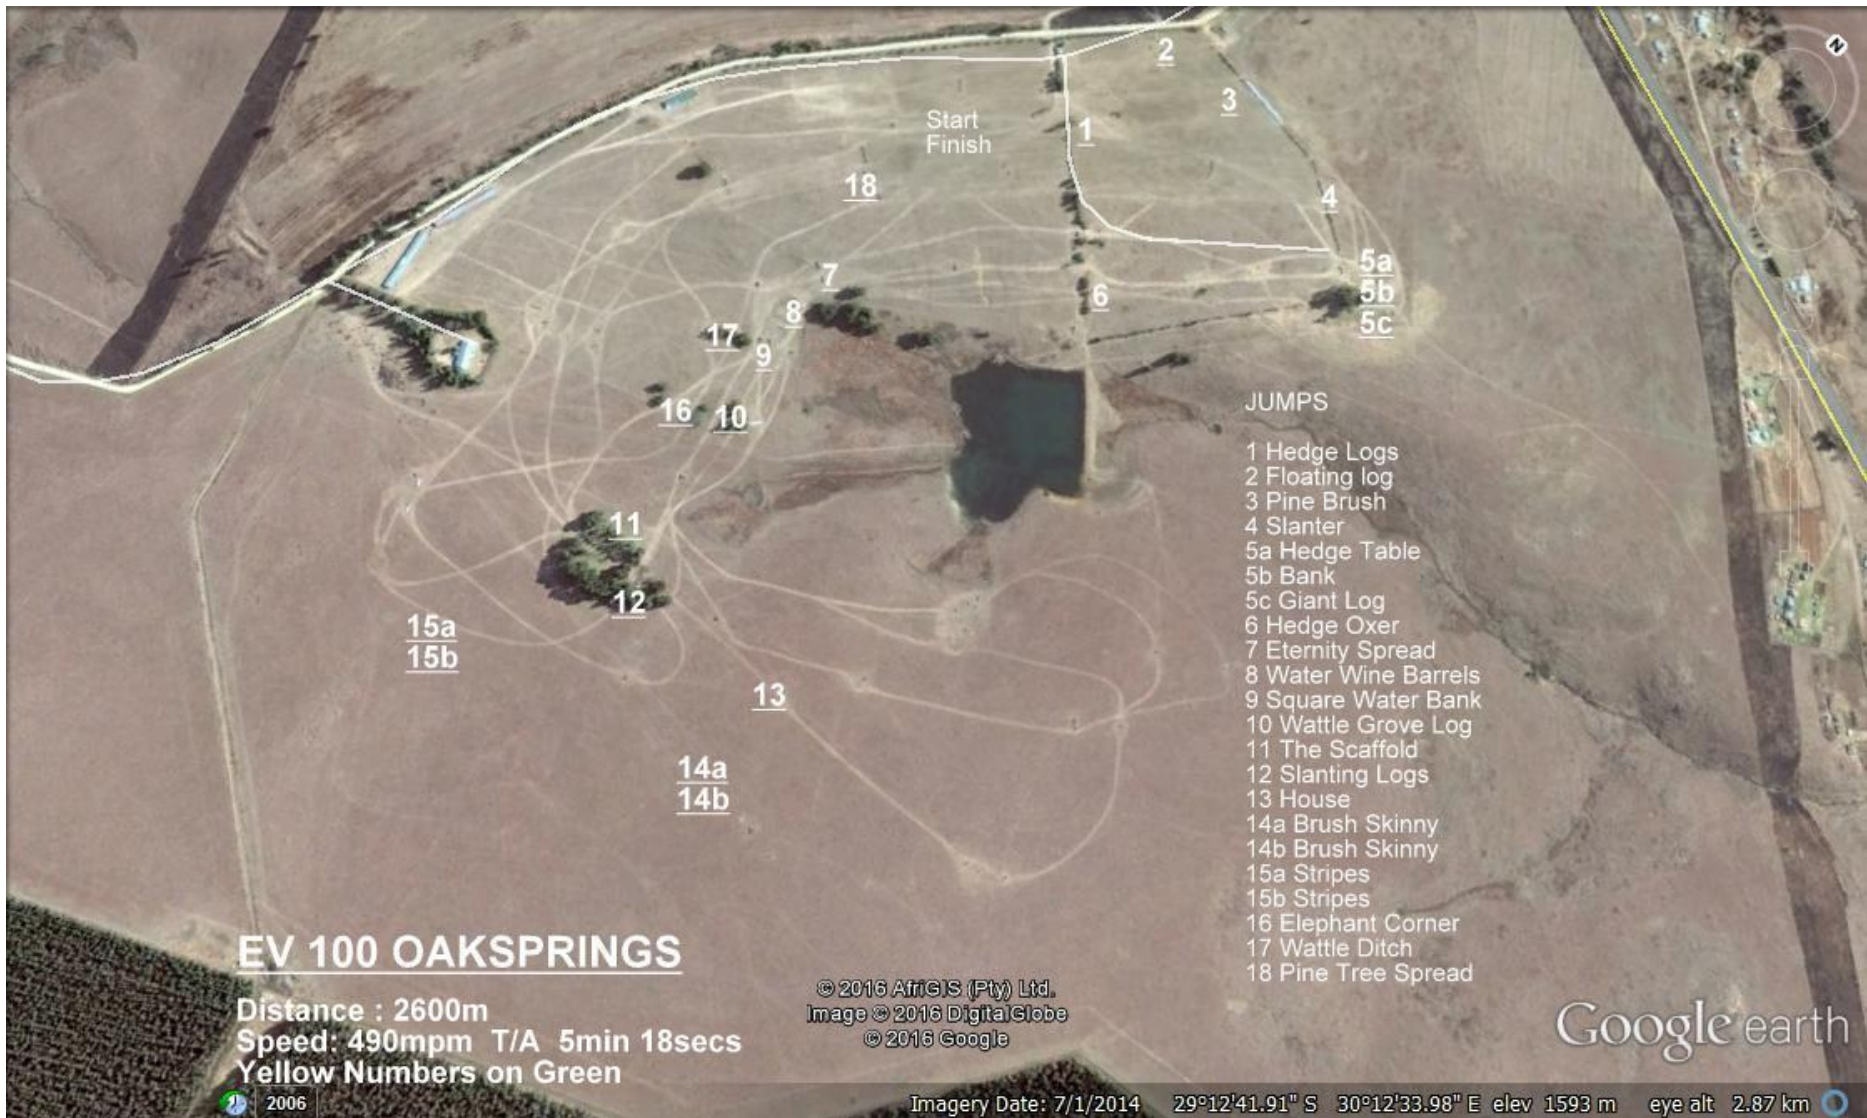 N
2
3
Start
Finish
1
18
4
5a
5b
5c
7
6
8
17
9
16
10
11
12
15a
15b
13
14a
14b
JUMPS
1 Hedge Logs
2 Floating log
3 Pine Brush
4 Slanter
5a Hedge Table
5b Bank
5c Giant Log
6 Hedge Oxer
7 Eternity Spread
8 Water Wine Barrels
9 Square Water Bank
10 Wattle Grove Log
11 The Scaffold
12 Slanting Logs
13 House
14a Brush Skinny
14b Brush Skinny
15a Stripes
15b Stripes
16 Elephant Corner
17 Wattle Ditch
18 Pine Tree Spread
EV 100 OAKSPRINGS
Distance : 2600m
Speed: 490mpm T/A 5min 18secs
Yellow Numbers on Green
© 2016 AfriGIS (Pty) Ltd.
Image © 2016 DigitalGlobe
© 2016 Google
Google earth
2006
Imagery Date: 7/1/2014 29°12'41.91" S 30°12'33.98" E elev 1593 m eye alt 2.87 km